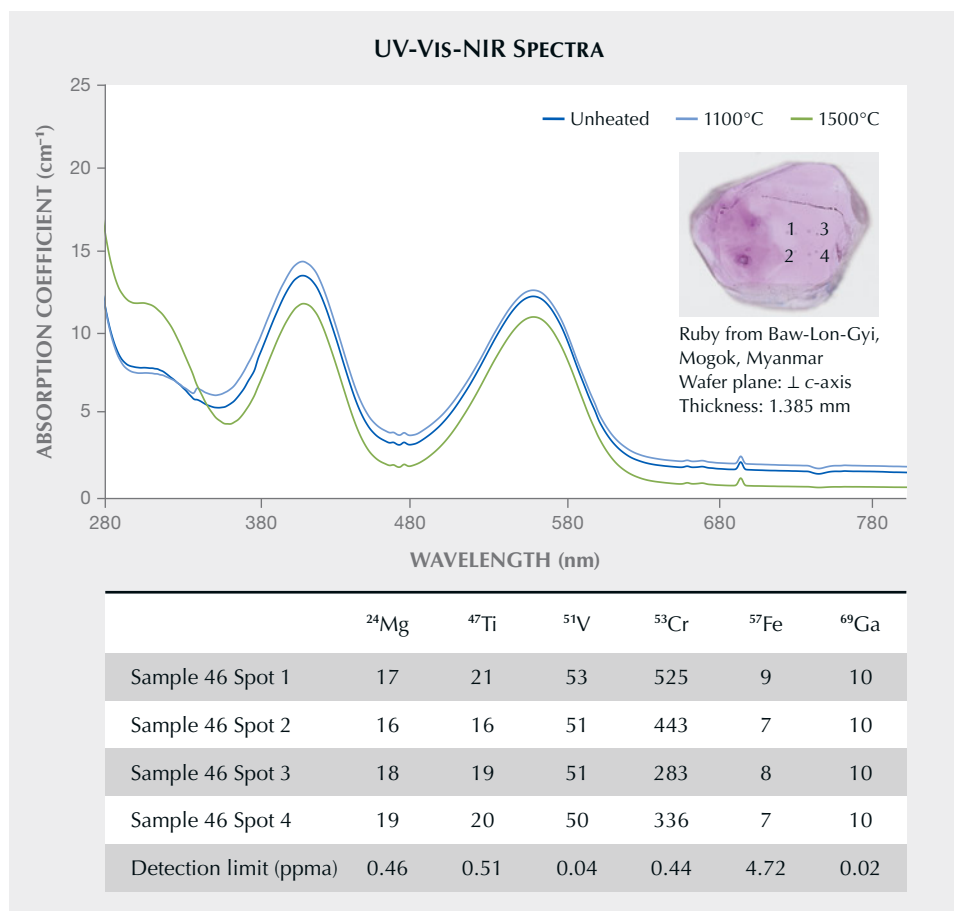 UV-VIS-NIR SPECTRA
25
20
15
10
5
0
ABSORPTION COEFFICIENT (cm⁻¹)
Unheated 1100°C 1500°C
1 3
2 4
Ruby from Baw-Lon-Gyi,
Mogok, Myanmar
Wafer plane: ⊥ c-axis
Thickness: 1.385 mm
280 380 480 580 680 780
WAVELENGTH (nm)
²⁴Mg ⁴⁷Ti ⁵¹V ⁵³Cr ⁵⁷Fe ⁶⁹Ga
Sample 46 Spot 1 17 21 53 525 9 10
Sample 46 Spot 2 16 16 51 443 7 10
Sample 46 Spot 3 18 19 51 283 8 10
Sample 46 Spot 4 19 20 50 336 7 10
Detection limit (ppma) 0.46 0.51 0.04 0.44 4.72 0.02